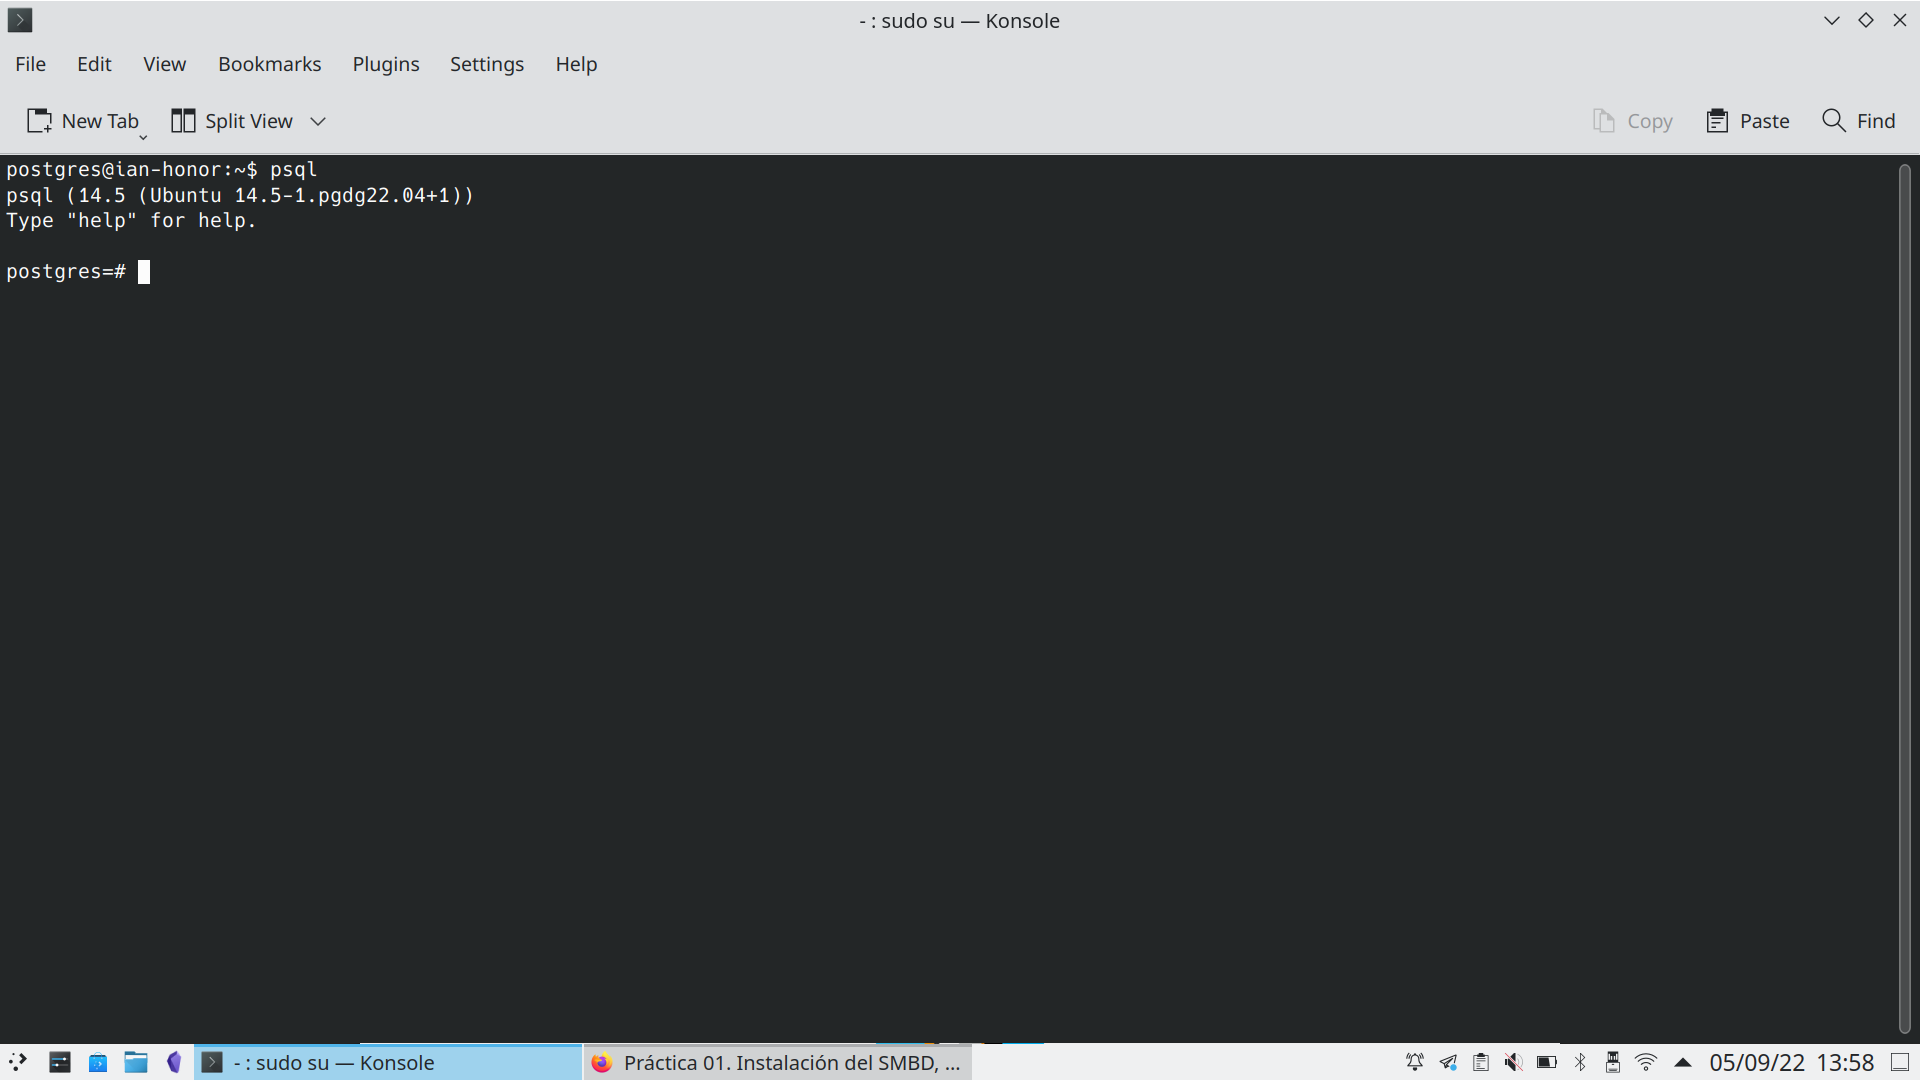 - : sudo su — Konsole
File Edit View Bookmarks Plugins Settings Help
New Tab Split View Copy Paste Find
postgres@ian-honor:~$ psql
psql (14.5 (Ubuntu 14.5-1.pgdg22.04+1))
Type "help" for help.
postgres=#
- : sudo su — Konsole Práctica 01. Instalación del SMBD, ... 05/09/22 13:58